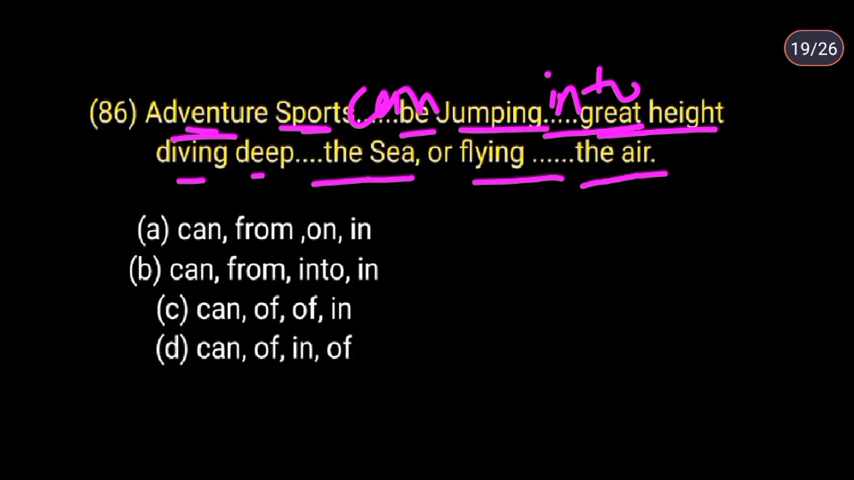 19/26
can into
(86) Adventure Sports......be Jumping.....great height
diving deep....the Sea, or flying ......the air.
(a) can, from ,on, in
(b) can, from, into, in
(c) can, of, of, in
(d) can, of, in, of